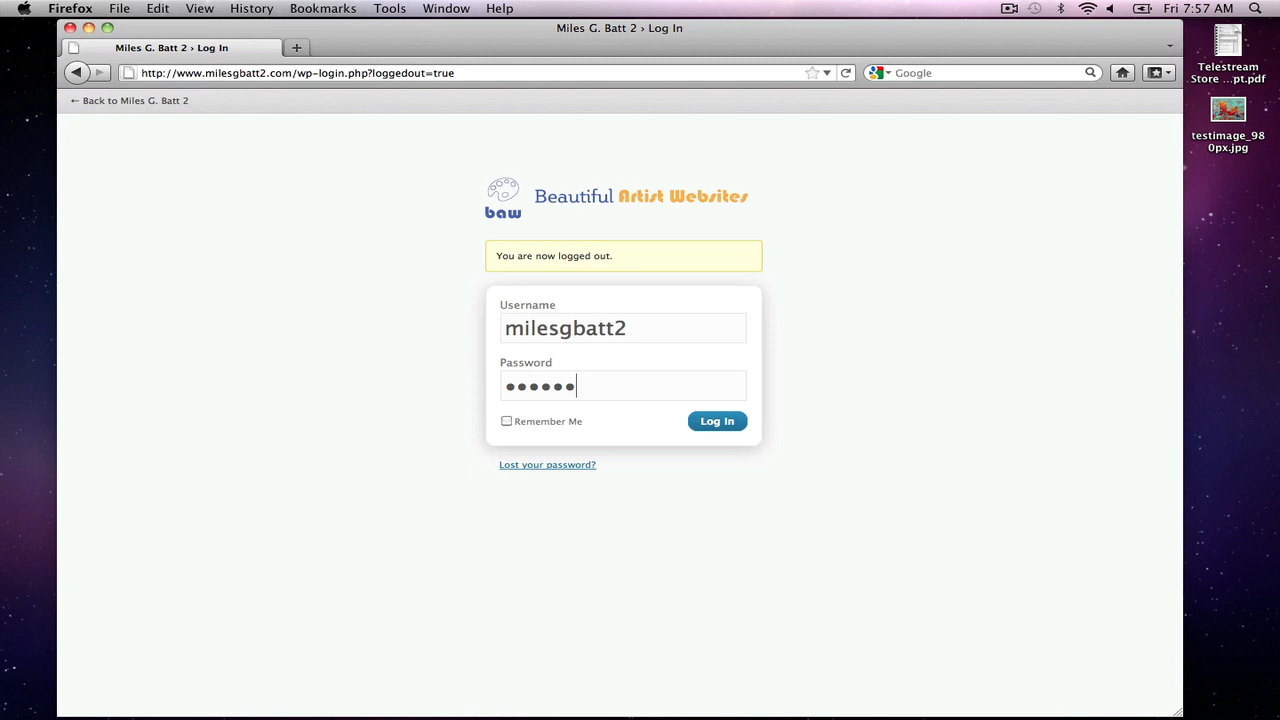 Firefox File Edit View History Bookmarks Tools Window Help Fri 7:57 AM
Miles G. Batt 2 › Log In
Miles G. Batt 2 › Log In
http://www.milesgbatt2.com/wp-login.php?loggedout=true Google
← Back to Miles G. Batt 2
Telestream
Store ...pt.pdf
testimage_98
0px.jpg
baw Beautiful Artist Websites
You are now logged out.
Username
milesgbatt2
Password
●●●●●●
Remember Me Log In
Lost your password?